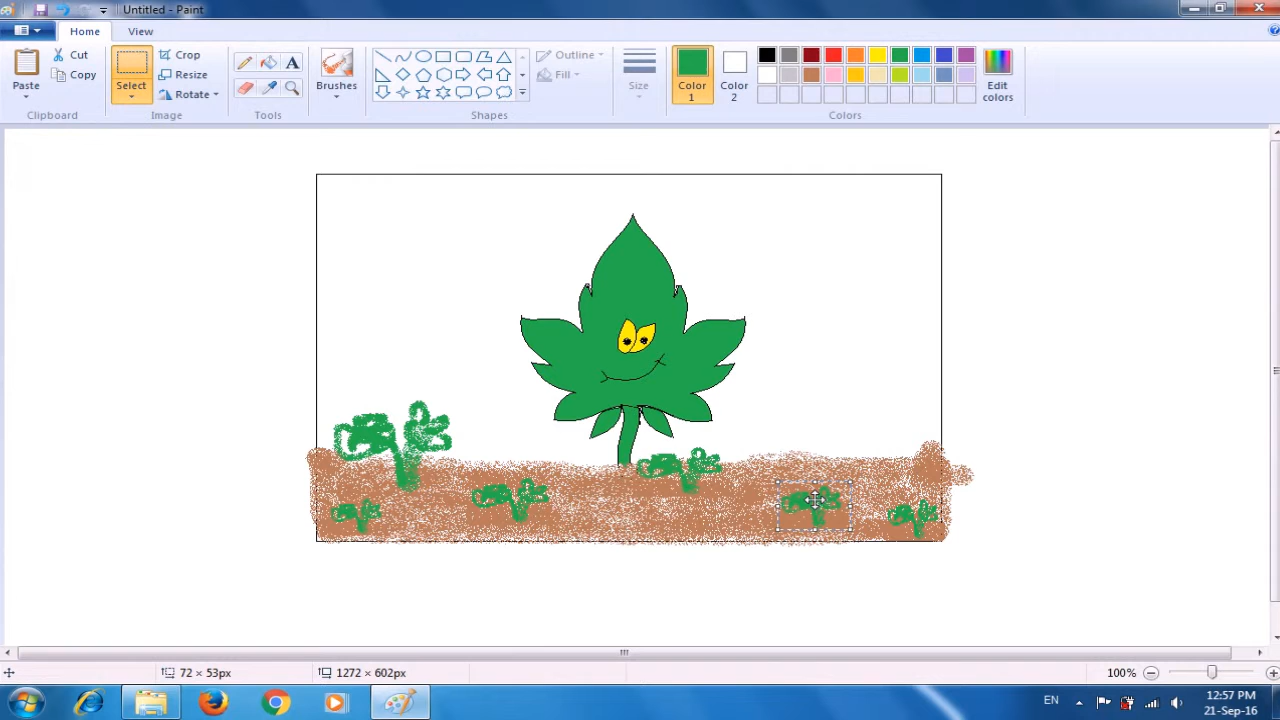 Untitled - Paint
Home View
Paste
Cut
Copy
Clipboard
Select
Crop
Resize
Rotate
Image
A
Tools
Brushes
Outline
Fill
Shapes
Size
Color 1
Color 2
Edit colors
Colors
72 × 53px
1272 × 602px
100%
EN
12:57 PM
21-Sep-16